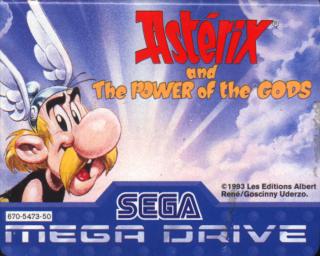 Astérix
and
The POWER of the GODS
©1993 Les Editions Albert
René/Goscinny Uderzo.
670-5473-50
SEGA
MEGA DRIVE